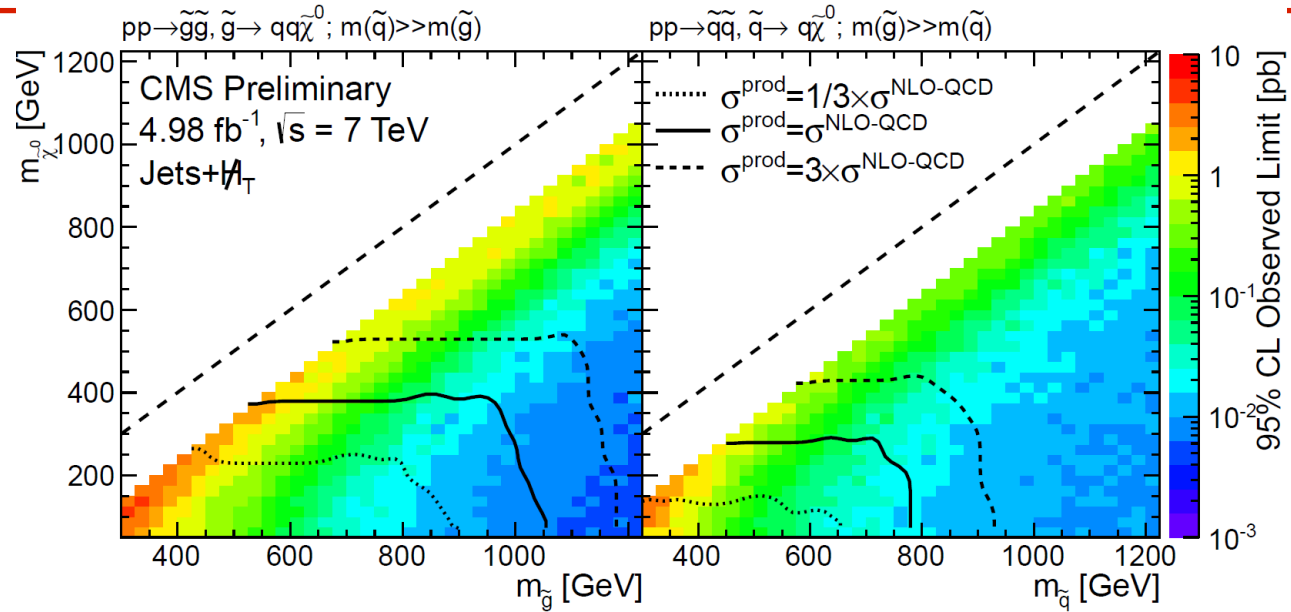 pp→g̃g̃, g̃→ qqχ̃⁰; m(q̃)>>m(g̃)
pp→q̃q̃, q̃→ qχ̃⁰; m(g̃)>>m(q̃)
m_χ̃⁰ [GeV]
1200
1000
800
600
400
200
CMS Preliminary
4.98 fb⁻¹, √s = 7 TeV
Jets+H̸_T
σ^prod=1/3×σ^NLO-QCD
σ^prod=σ^NLO-QCD
σ^prod=3×σ^NLO-QCD
400 600 800 1000
m_g̃ [GeV]
400 600 800 1000 1200
m_q̃ [GeV]
10
1
10⁻¹
10⁻²
10⁻³
95% CL Observed Limit [pb]